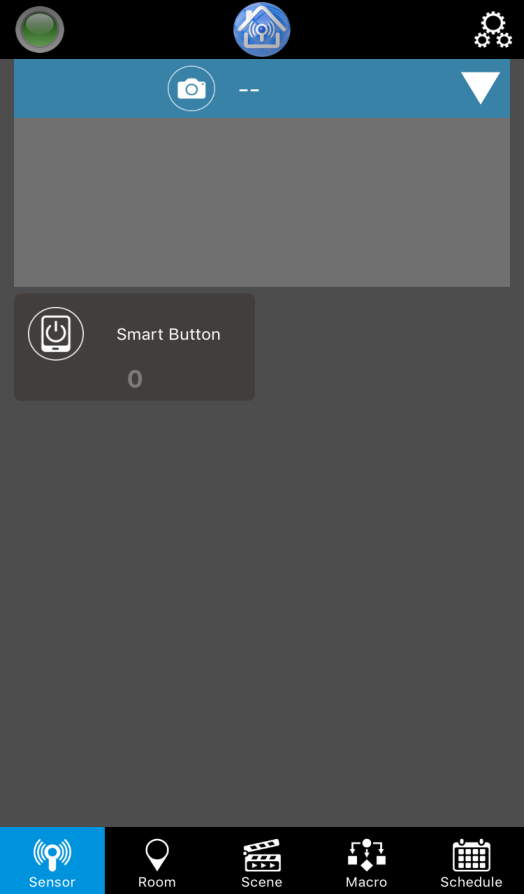 --
Smart Button
0
Sensor
Room
Scene
Macro
Schedule